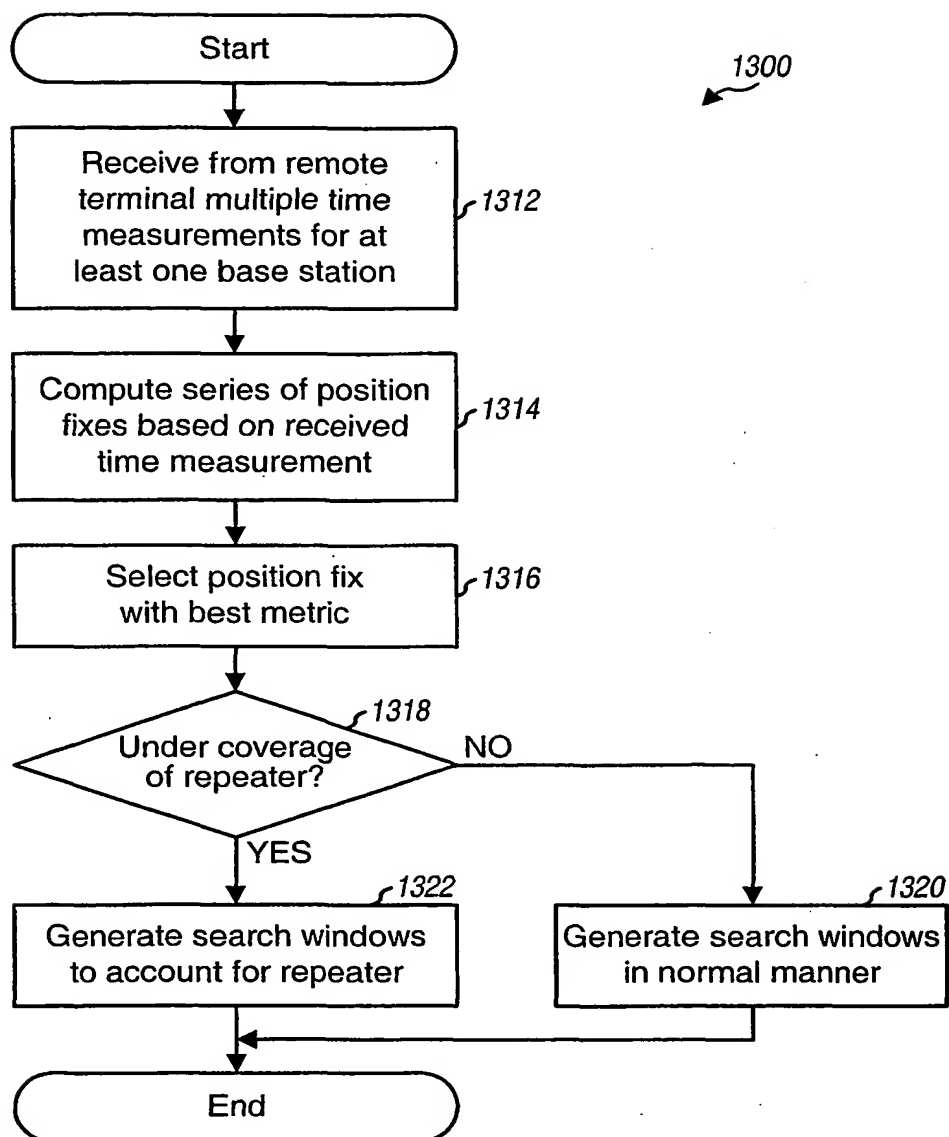 Start
1300
Receive from remote
terminal multiple time
measurements for at
least one base station
1312
Compute series of position
fixes based on received
time measurement
1314
Select position fix
with best metric
1316
1318
Under coverage
of repeater?
NO
YES
1322
Generate search windows
to account for repeater
1320
Generate search windows
in normal manner
End